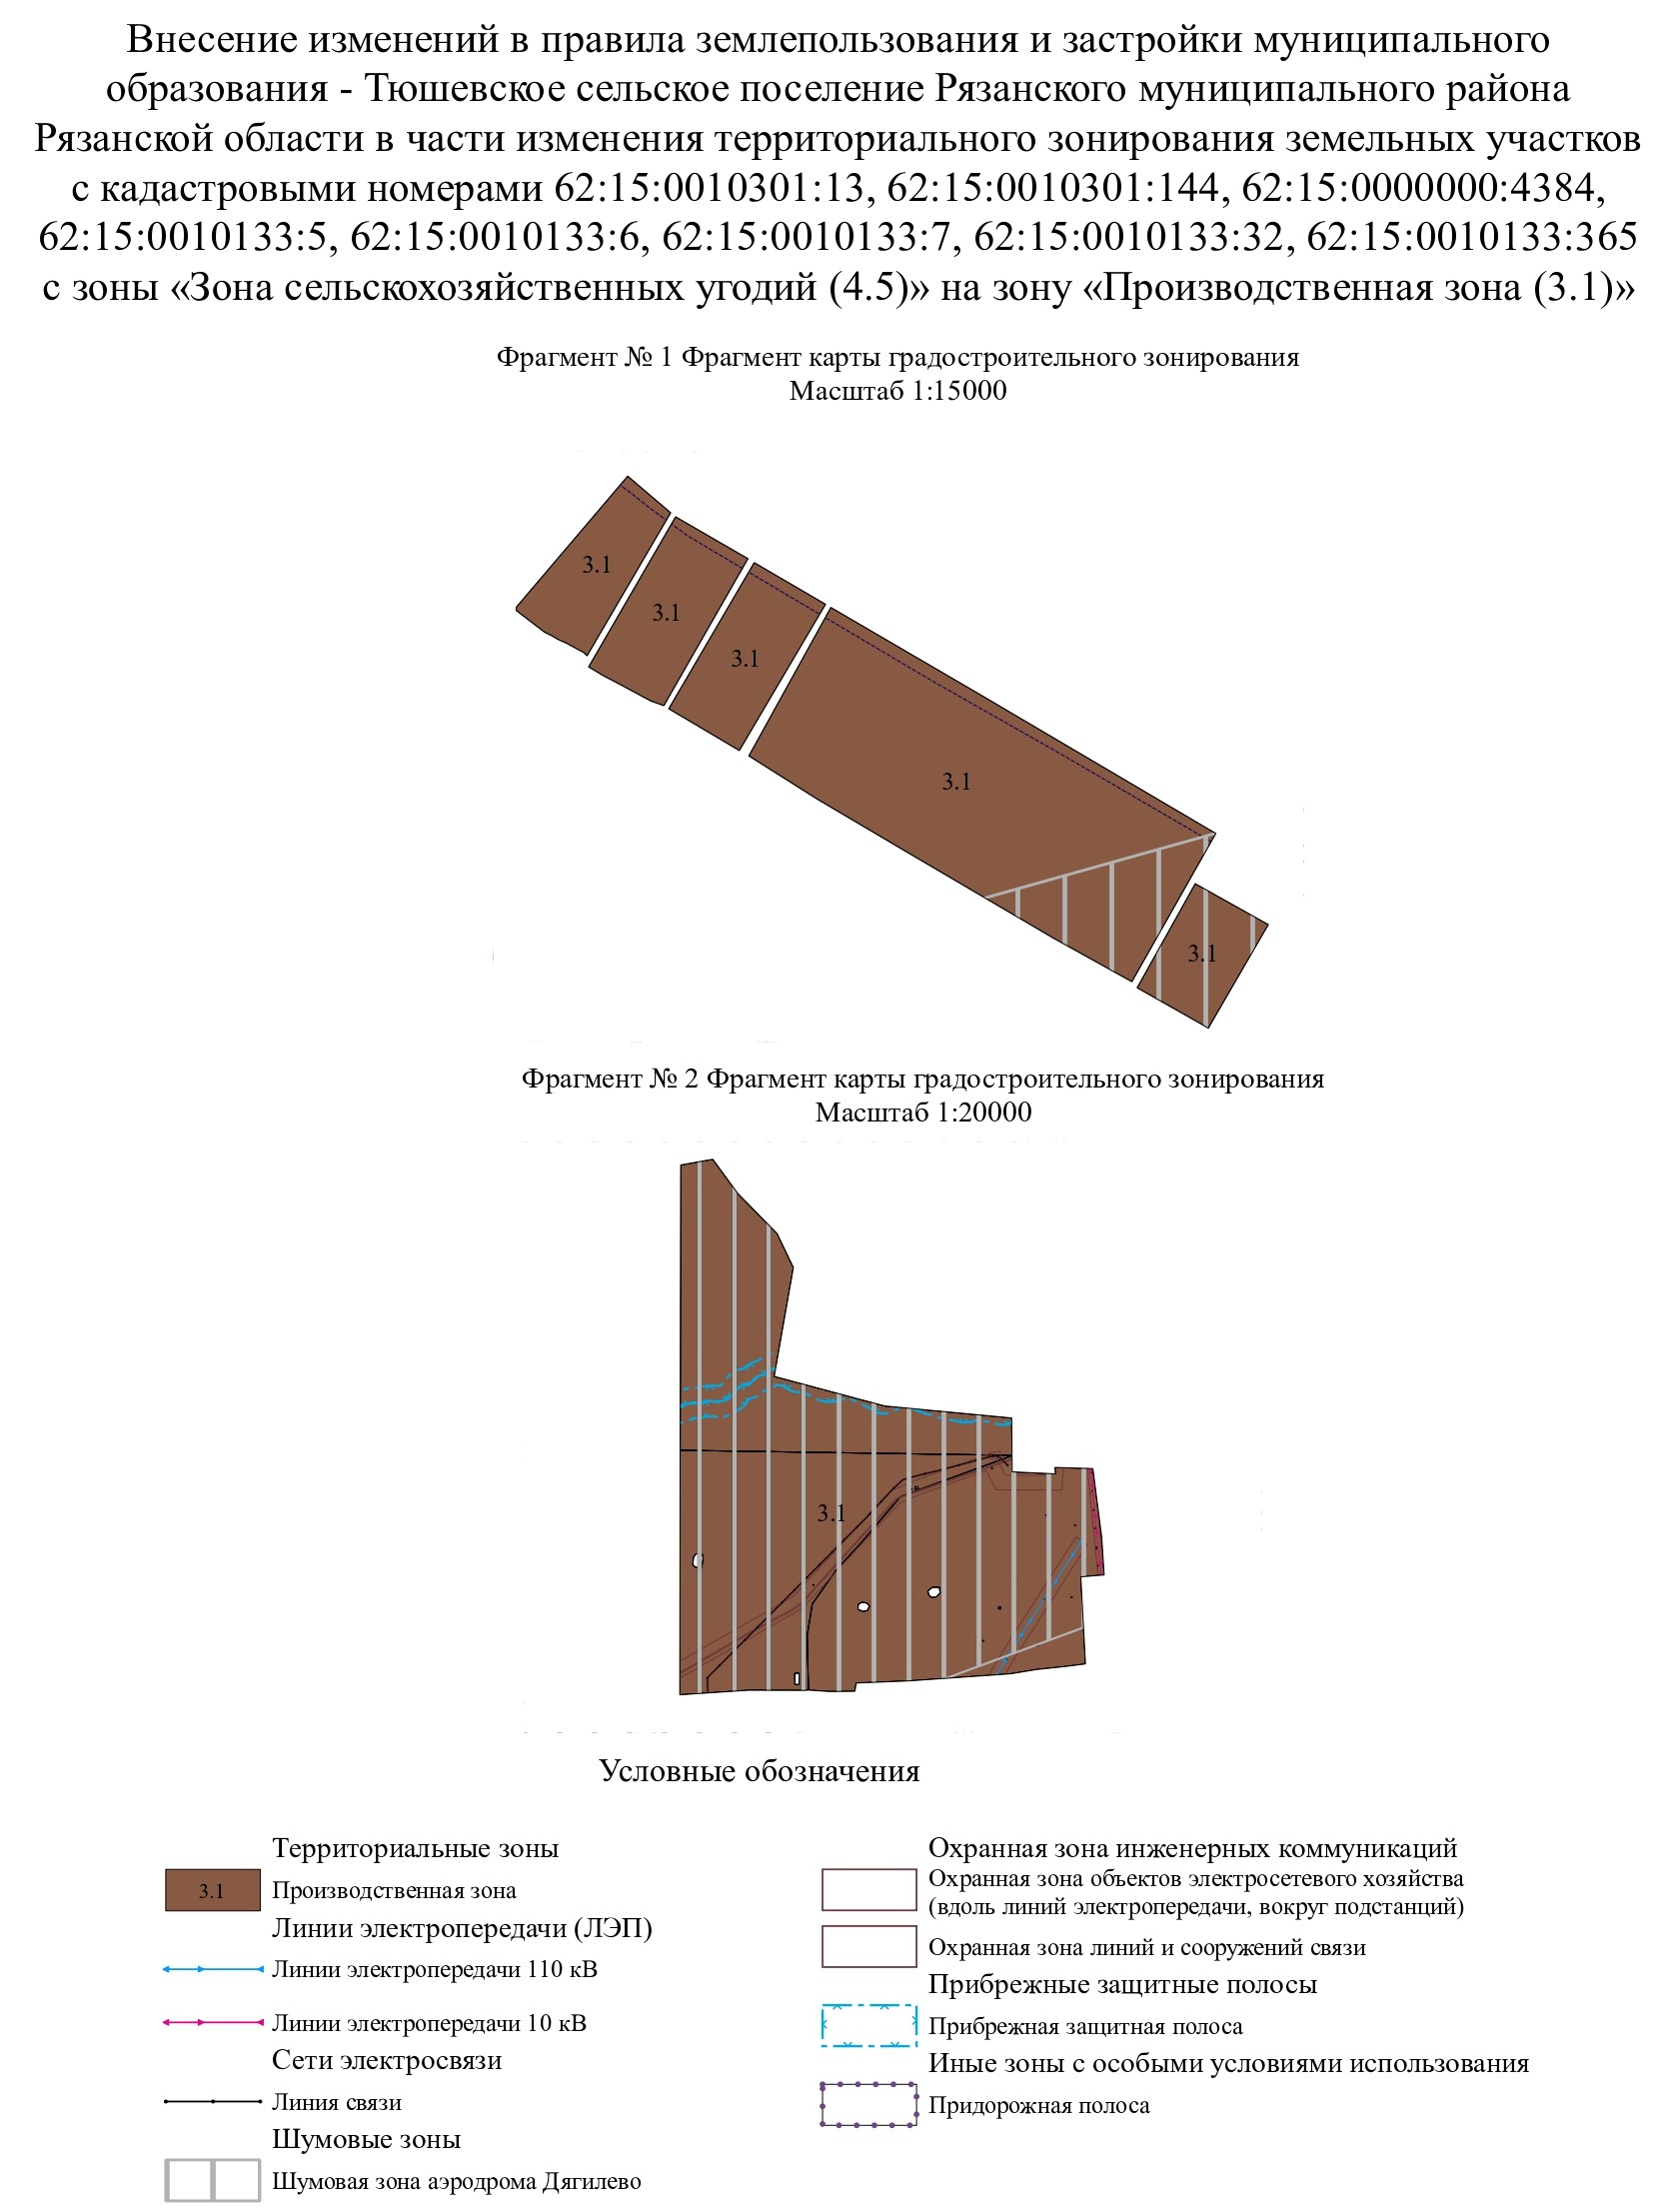 Внесение изменений в правила землепользования и застройки муниципального
образования - Тюшевское сельское поселение Рязанского муниципального района
Рязанской области в части изменения территориального зонирования земельных участков
с кадастровыми номерами 62:15:0010301:13, 62:15:0010301:144, 62:15:0000000:4384,
62:15:0010133:5, 62:15:0010133:6, 62:15:0010133:7, 62:15:0010133:32, 62:15:0010133:365
с зоны «Зона сельскохозяйственных угодий (4.5)» на зону «Производственная зона (3.1)»
Фрагмент № 1 Фрагмент карты градостроительного зонирования
Масштаб 1:15000
3.1
3.1
3.1
3.1
3.1
Фрагмент № 2 Фрагмент карты градостроительного зонирования
Масштаб 1:20000
3.1
Условные обозначения
Территориальные зоны
3.1 Производственная зона
Линии электропередачи (ЛЭП)
Линии электропередачи 110 кВ
Линии электропередачи 10 кВ
Сети электросвязи
Линия связи
Шумовые зоны
Шумовая зона аэродрома Дягилево
Охранная зона инженерных коммуникаций
Охранная зона объектов электросетевого хозяйства
(вдоль линий электропередачи, вокруг подстанций)
Охранная зона линий и сооружений связи
Прибрежные защитные полосы
Прибрежная защитная полоса
Иные зоны с особыми условиями использования
Придорожная полоса